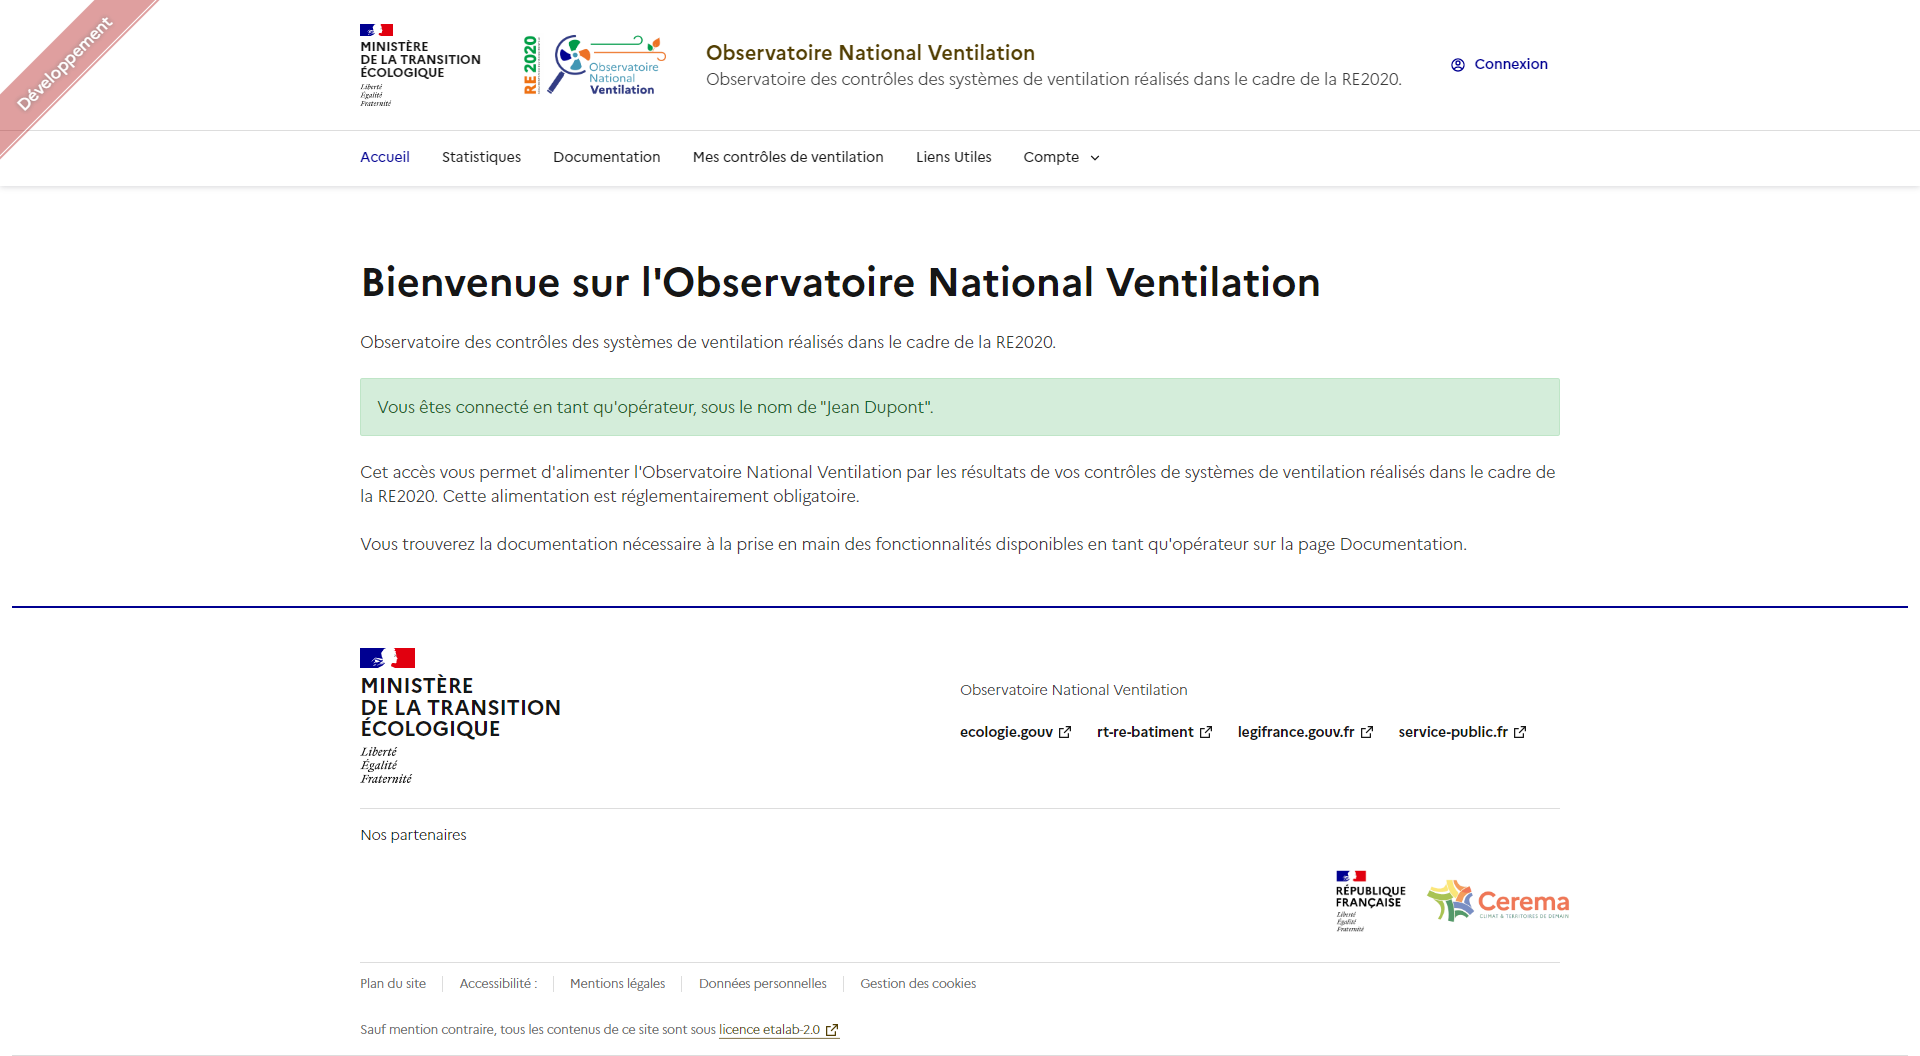 Développement
MINISTÈRE
DE LA TRANSITION
ÉCOLOGIQUE
Liberté
Égalité
Fraternité
RE2020
Observatoire
National
Ventilation
Observatoire National Ventilation
Observatoire des contrôles des systèmes de ventilation réalisés dans le cadre de la RE2020.
Connexion
Accueil Statistiques Documentation Mes contrôles de ventilation Liens Utiles Compte
Bienvenue sur l'Observatoire National Ventilation
Observatoire des contrôles des systèmes de ventilation réalisés dans le cadre de la RE2020.
Vous êtes connecté en tant qu'opérateur, sous le nom de "Jean Dupont".
Cet accès vous permet d'alimenter l'Observatoire National Ventilation par les résultats de vos contrôles de systèmes de ventilation réalisés dans le cadre de
la RE2020. Cette alimentation est réglementairement obligatoire.
Vous trouverez la documentation nécessaire à la prise en main des fonctionnalités disponibles en tant qu'opérateur sur la page Documentation.
MINISTÈRE
DE LA TRANSITION
ÉCOLOGIQUE
Liberté
Égalité
Fraternité
Observatoire National Ventilation
ecologie.gouv rt-re-batiment legifrance.gouv.fr service-public.fr
Nos partenaires
RÉPUBLIQUE
FRANÇAISE
Liberté
Égalité
Fraternité
Cerema
CLIMAT & TERRITOIRES DE DEMAIN
Plan du site Accessibilité : Mentions légales Données personnelles Gestion des cookies
Sauf mention contraire, tous les contenus de ce site sont sous licence etalab-2.0